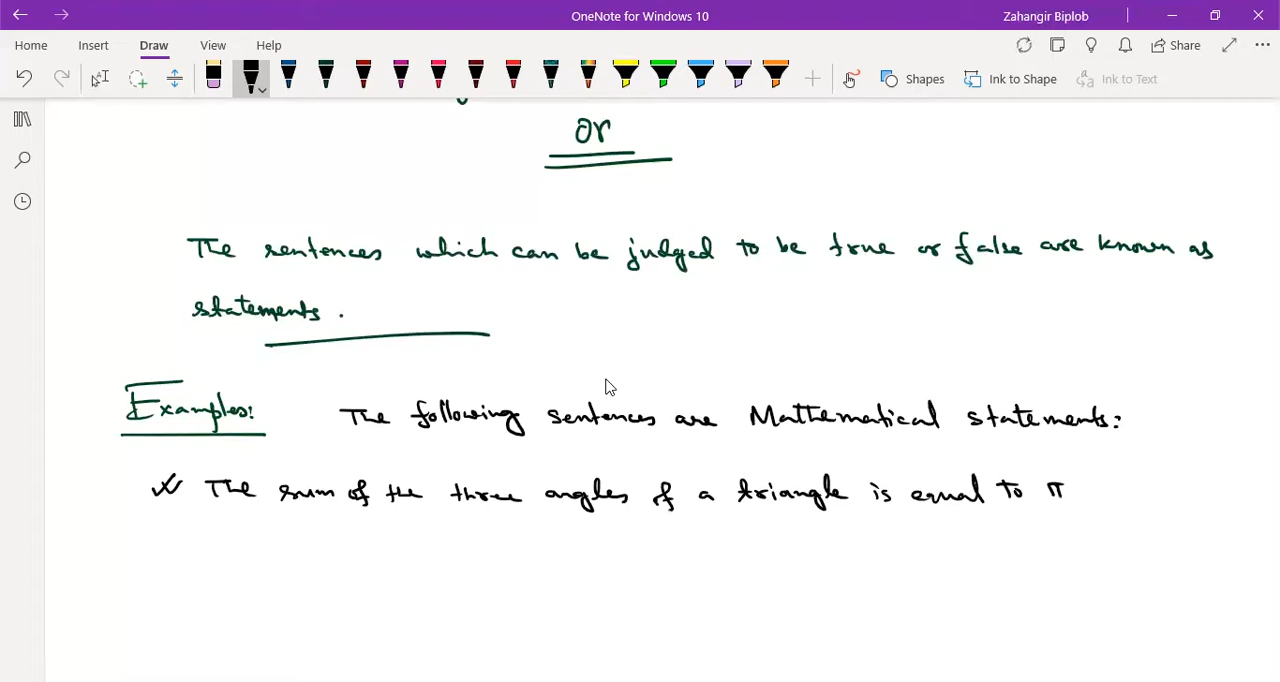 OneNote for Windows 10
Zahangir Biplob
Home Insert Draw View Help
Share
Shapes Ink to Shape Ink to Text
or
The sentences which can be judged to be true or false are known as
statements.
Examples: The following sentences are Mathematical statements:
The sum of the three angles of a triangle is equal to π